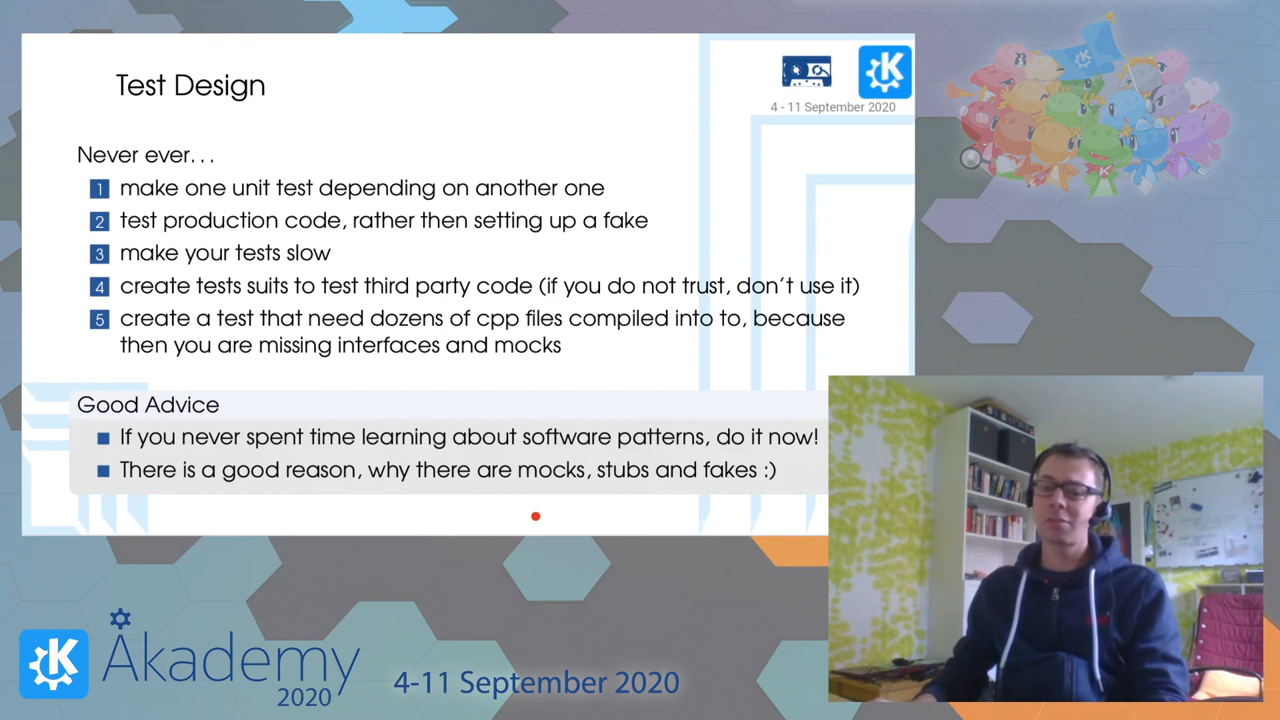 Test Design
4 - 11 September 2020
Never ever...
1 make one unit test depending on another one
2 test production code, rather then setting up a fake
3 make your tests slow
4 create tests suits to test third party code (if you do not trust, don't use it)
5 create a test that need dozens of cpp files compiled into to, because
then you are missing interfaces and mocks
Good Advice
If you never spent time learning about software patterns, do it now!
There is a good reason, why there are mocks, stubs and fakes :)
Akademy
2020
4-11 September 2020